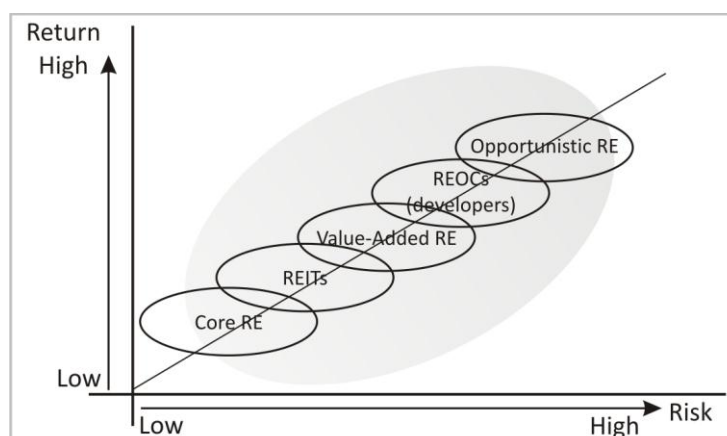 Return
High
Opportunistic RE
REOCs
(developers)
Value-Added RE
REITs
Core RE
Low
Low
High
Risk